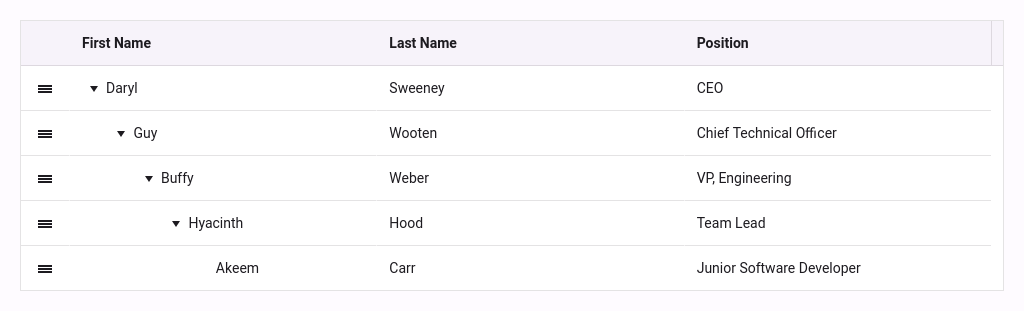 First Name Last Name Position
Daryl Sweeney CEO
Guy Wooten Chief Technical Officer
Buffy Weber VP, Engineering
Hyacinth Hood Team Lead
Akeem Carr Junior Software Developer